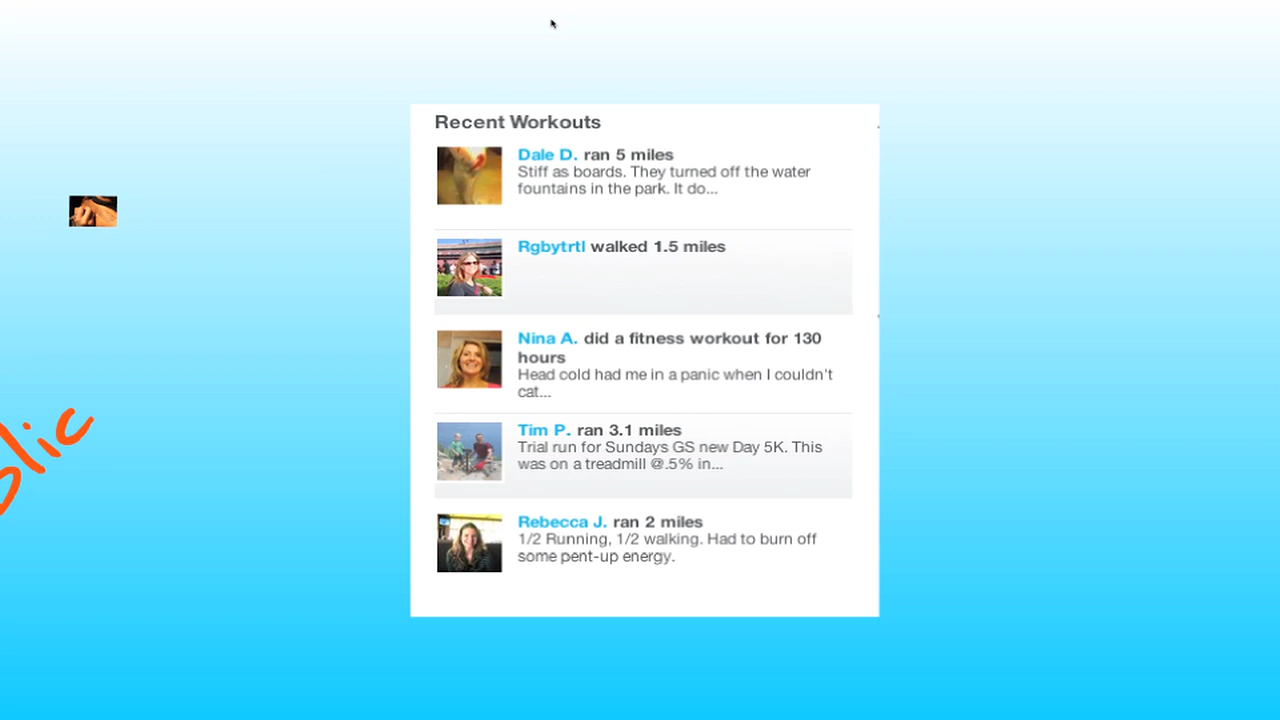 Recent Workouts
Dale D. ran 5 miles
Stiff as boards. They turned off the water
fountains in the park. It do...
Rgbytrtl walked 1.5 miles
Nina A. did a fitness workout for 130
hours
Head cold had me in a panic when I couldn't
cat...
Tim P. ran 3.1 miles
Trial run for Sundays GS new Day 5K. This
was on a treadmill @.5% in...
Rebecca J. ran 2 miles
1/2 Running, 1/2 walking. Had to burn off
some pent-up energy.